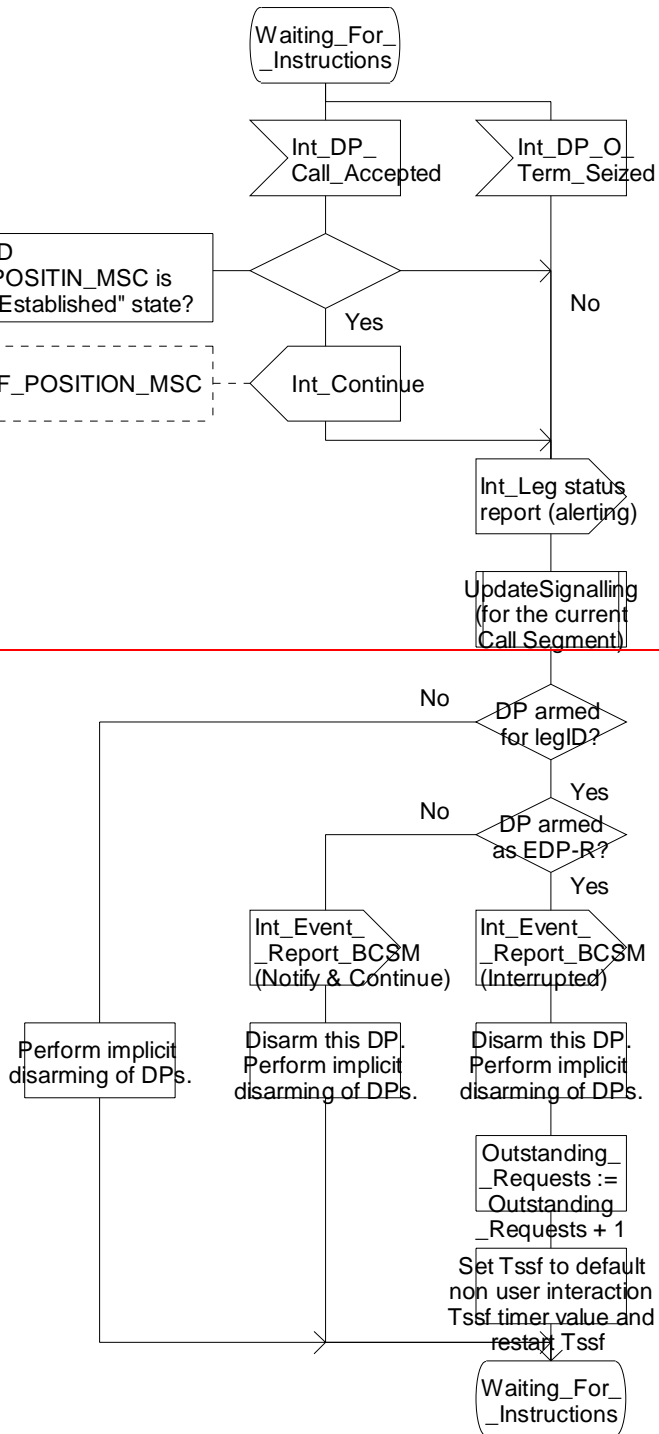 Waiting_For_
_Instructions
Int_DP_
Call_Accepted
Int_DP_O_
Term_Seized
D
POSITIN_MSC is
Established" state?
No
Yes
F_POSITION_MSC
Int_Continue
Int_Leg status
report (alerting)
UpdateSignalling
(for the current
Call Segment)
No
DP armed
for legID?
Yes
No
DP armed
as EDP-R?
Yes
Int_Event_
_Report_BCSM
(Notify & Continue)
Int_Event_
_Report_BCSM
(Interrupted)
Perform implicit
disarming of DPs.
Disarm this DP.
Perform implicit
disarming of DPs.
Disarm this DP.
Perform implicit
disarming of DPs.
Outstanding_
_Requests :=
Outstanding
_Requests + 1
Set Tssf to default
non user interaction
Tssf timer value and
restart Tssf
Waiting_For_
_Instructions